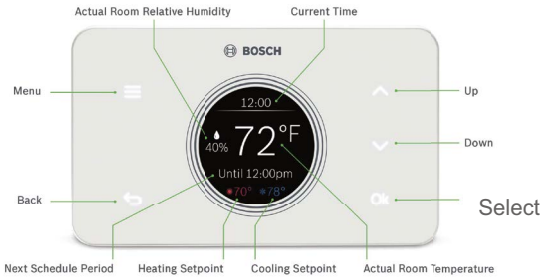 Actual Room Relative Humidity
Current Time
BOSCH
Menu
12:00
Up
40%
72°F
Down
Until 12:00pm
Back
70° 78°
Ok
Select
Next Schedule Period
Heating Setpoint
Cooling Setpoint
Actual Room Temperature